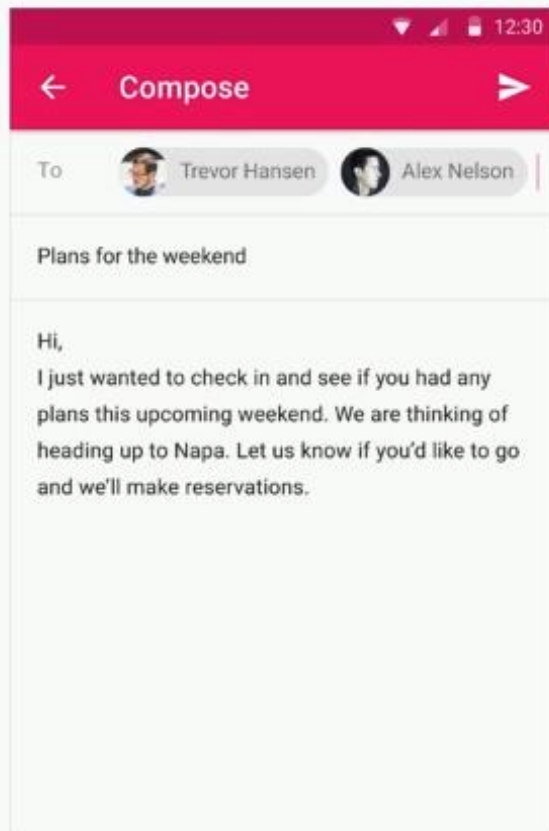 12:30
Compose
To Trevor Hansen Alex Nelson
Plans for the weekend
Hi,
I just wanted to check in and see if you had any
plans this upcoming weekend. We are thinking of
heading up to Napa. Let us know if you’d like to go
and we’ll make reservations.